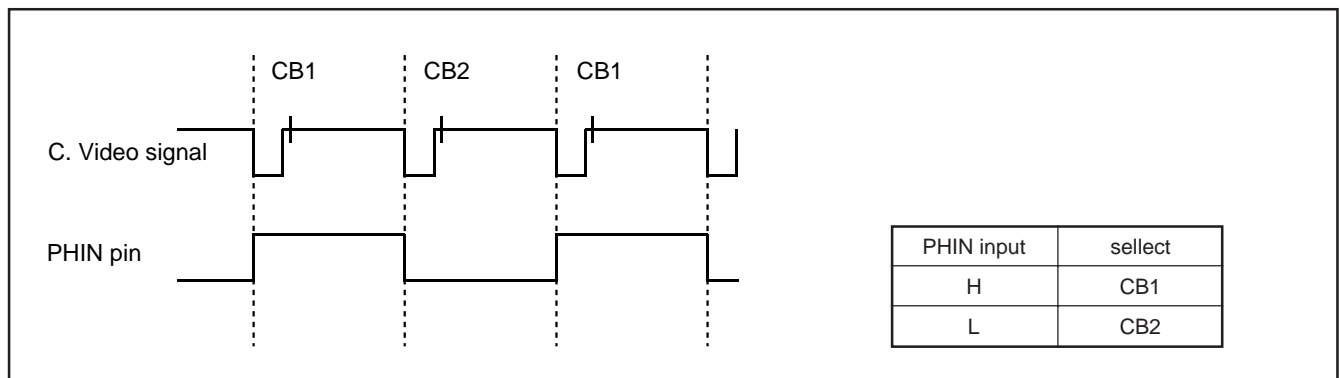 CB1 CB2 CB1
C. Video signal
PHIN pin
PHIN input sellect
H CB1
L CB2